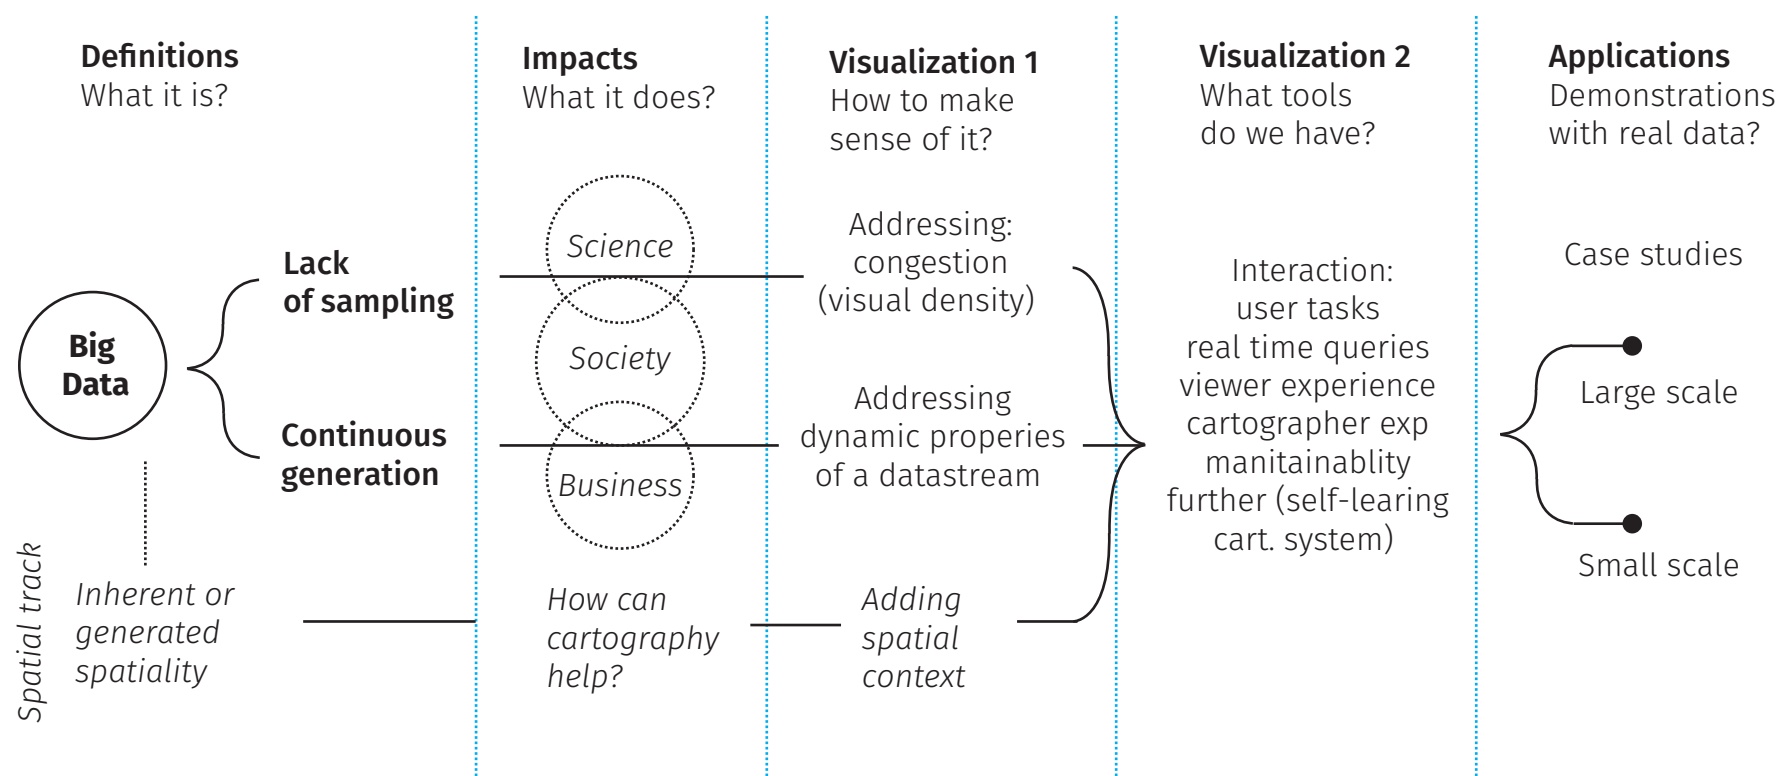 Definitions
What it is?
Big
Data
Lack
of sampling
Continuous
generation
Spatial track
Inherent or
generated
spatiality
Impacts
What it does?
Science
Society
Business
How can
cartography
help?
Visualization 1
How to make
sense of it?
Addressing:
congestion
(visual density)
Addressing
dynamic properies
of a datastream
Adding
spatial
context
Visualization 2
What tools
do we have?
Interaction:
user tasks
real time queries
viewer experience
cartographer exp
manitainablity
further (self-learing
cart. system)
Applications
Demonstrations
with real data?
Case studies
Large scale
Small scale